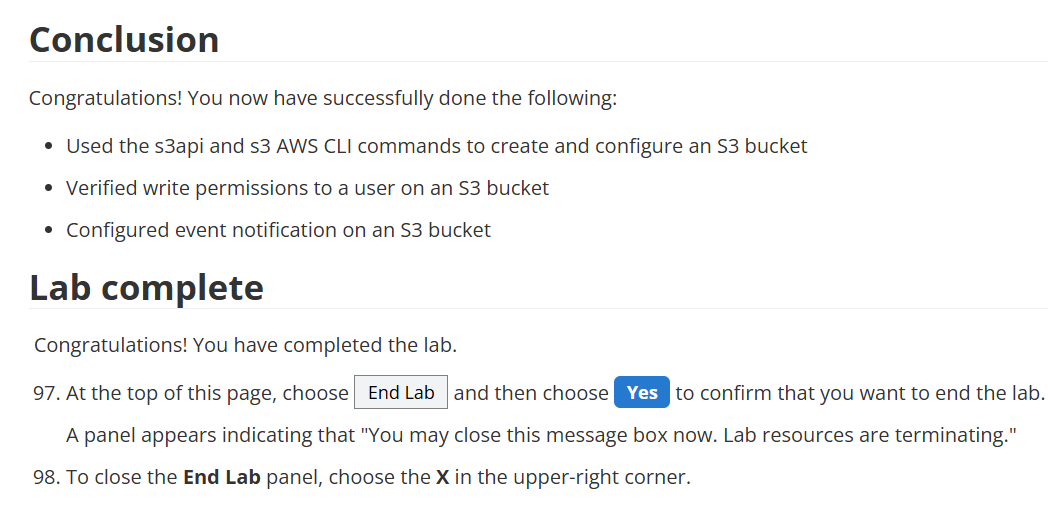 Conclusion
Congratulations! You now have successfully done the following:
• Used the s3api and s3 AWS CLI commands to create and configure an S3 bucket
• Verified write permissions to a user on an S3 bucket
• Configured event notification on an S3 bucket
Lab complete
Congratulations! You have completed the lab.
97. At the top of this page, choose End Lab and then choose Yes to confirm that you want to end the lab.
A panel appears indicating that "You may close this message box now. Lab resources are terminating."
98. To close the End Lab panel, choose the X in the upper-right corner.